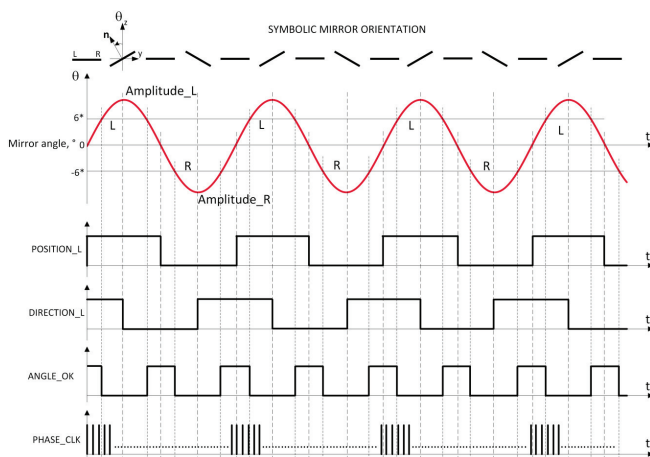 SYMBOLIC MIRROR ORIENTATION
θ z
n
L R y
θ
Amplitude_L
6*
L L L L
Mirror angle, ° 0 t
-6*
R R R
Amplitude_R
POSITION_L t
DIRECTION_L t
ANGLE_OK t
PHASE_CLK t